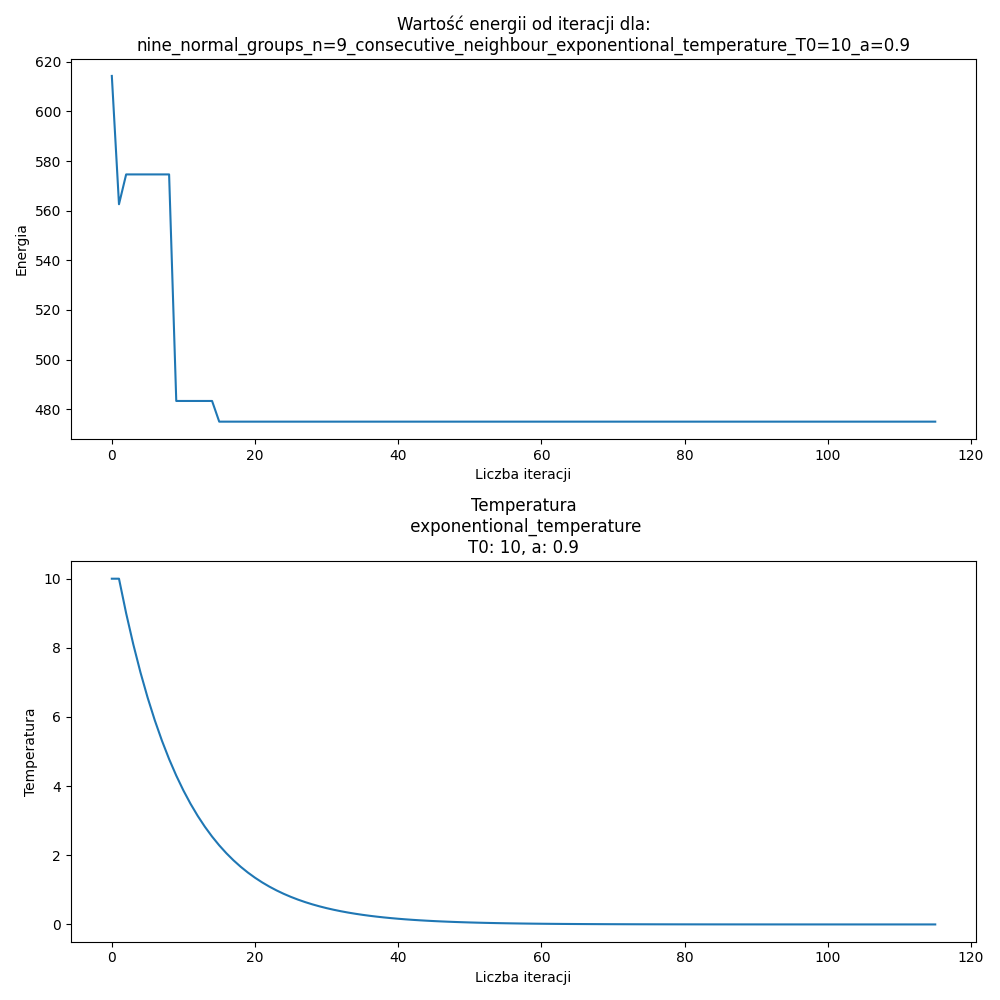 Wartość energii od iteracji dla:
nine_normal_groups_n=9_consecutive_neighbour_exponentional_temperature_T0=10_a=0.9
620
600
580
560
540
520
500
480
Energia
0 20 40 60 80 100 120
Liczba iteracji
Temperatura
exponentional_temperature
T0: 10, a: 0.9
10
8
6
4
2
0
Temperatura
0 20 40 60 80 100 120
Liczba iteracji